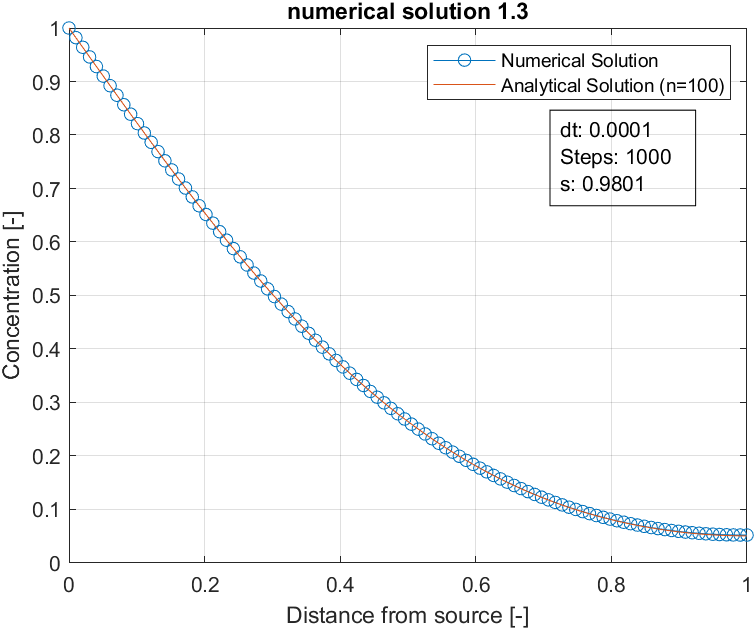 numerical solution 1.3
Numerical Solution
Analytical Solution (n=100)
dt: 0.0001
Steps: 1000
s: 0.9801
Concentration [-]
1
0.9
0.8
0.7
0.6
0.5
0.4
0.3
0.2
0.1
0
0 0.2 0.4 0.6 0.8 1
Distance from source [-]